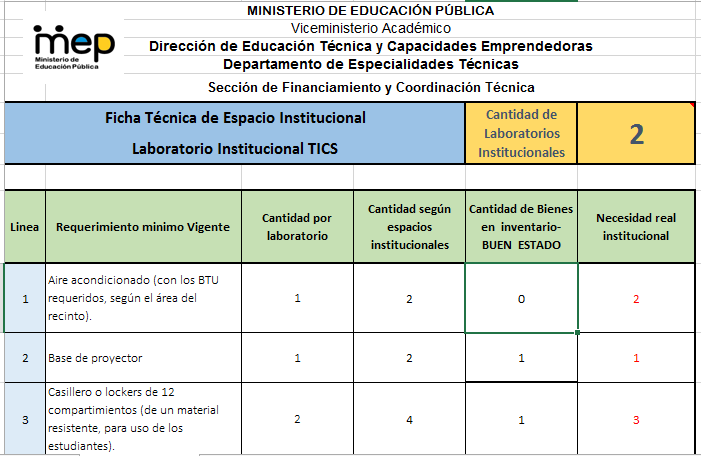 MINISTERIO DE EDUCACIÓN PÚBLICA
Viceministerio Académico
Dirección de Educación Técnica y Capacidades Emprendedoras
Departamento de Especialidades Técnicas
Sección de Financiamiento y Coordinación Técnica
mep
Ministerio de
Educación Pública
Ficha Técnica de Espacio Institucional
Laboratorio Institucional TICS
Cantidad de
Laboratorios
Institucionales
2
Linea
Requerimiento minimo Vigente
Cantidad por
laboratorio
Cantidad según
espacios
institucionales
Cantidad de Bienes
en inventario-
BUEN ESTADO
Necesidad real
institucional
1
Aire acondicionado (con los BTU
requeridos, según el área del
recinto).
1
2
0
2
2
Base de proyector
1
2
1
1
3
Casillero o lockers de 12
compartimientos (de un material
resistente, para uso de los
estudiantes).
2
4
1
3